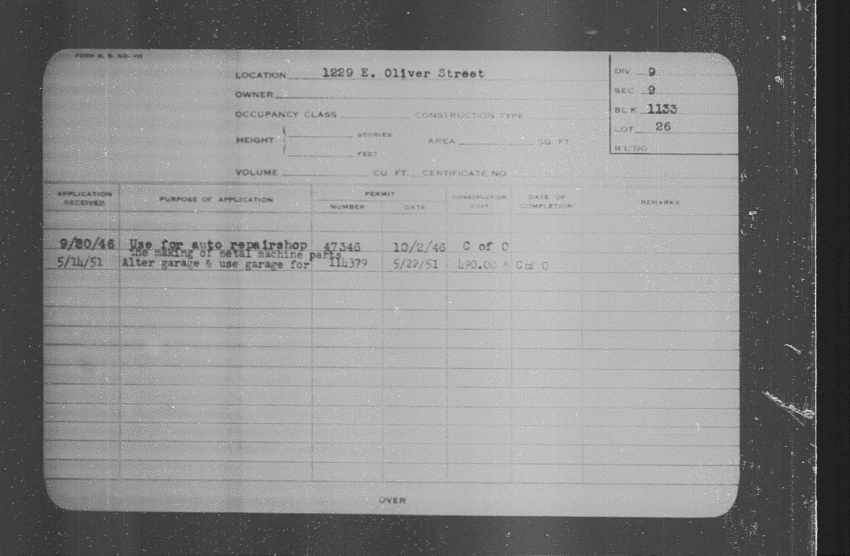 LOCATION 1229 E. Oliver Street
DIV 9
OWNER
SEC 9
OCCUPANCY CLASS CONSTRUCTION TYPE
BLK 1133
LOT 26
HEIGHT STORIES AREA SQ. FT.
FEET
BLDG
VOLUME CU. FT. CERTIFICATE NO.
APPLICATION RECEIVED PURPOSE OF APPLICATION PERMIT NUMBER DATE CONSTRUCTION COST DATE OF COMPLETION REMARKS
9/30/46 Use for auto repairshop 47346 10/2/46 C of O
the making of metal machine parts
5/14/51 Alter garage & use garage for 114379 5/22/51 490.00 & C of O
OVER